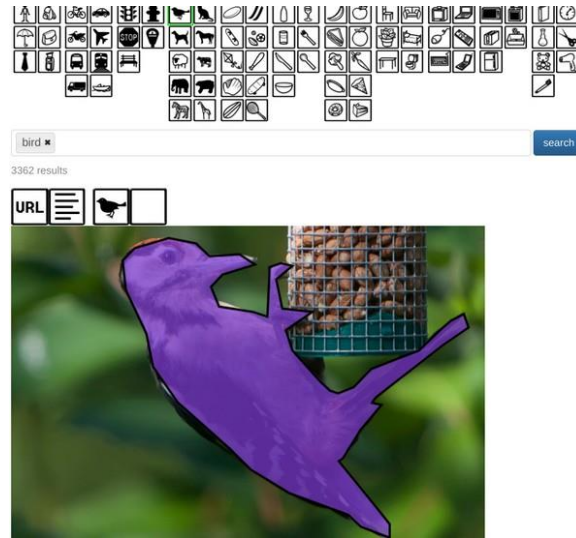 STOP
bird ✖
search
3362 results
URL